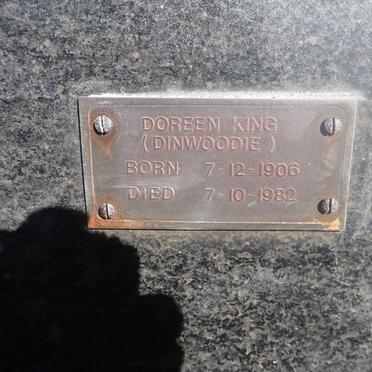 DOREEN KING
(DINWOODIE)
BORN 7-12-1906
DIED 7-10-1982